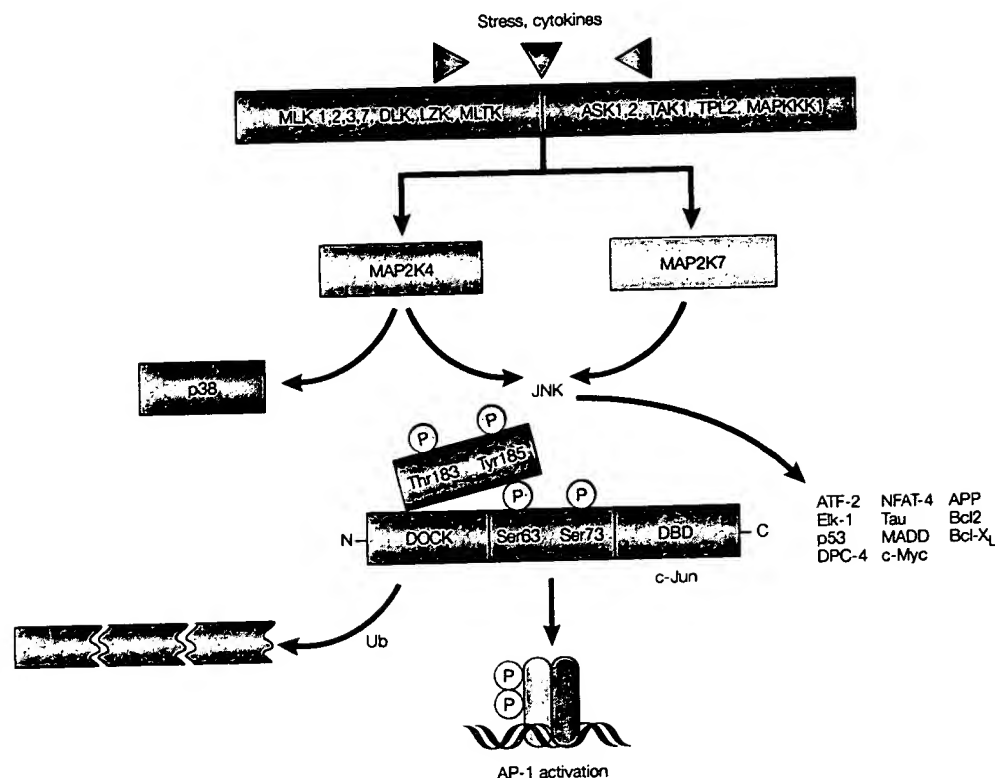 Stress, cytokines
MLK 1,2,3,7, DLK, LZK, MLTK
ASK1,2, TAK1, TPL2, MAPKKK1
MAP2K4
MAP2K7
p38
JNK
P
P
Thr183 Tyr185
P
P
N
DOCK
Ser63 Ser73
DBD
C
c-Jun
ATF-2 NFAT-4 APP
Elk-1 Tau Bcl2
p53 MADD Bcl-XL
DPC-4 c-Myc
Ub
P
P
AP-1 activation